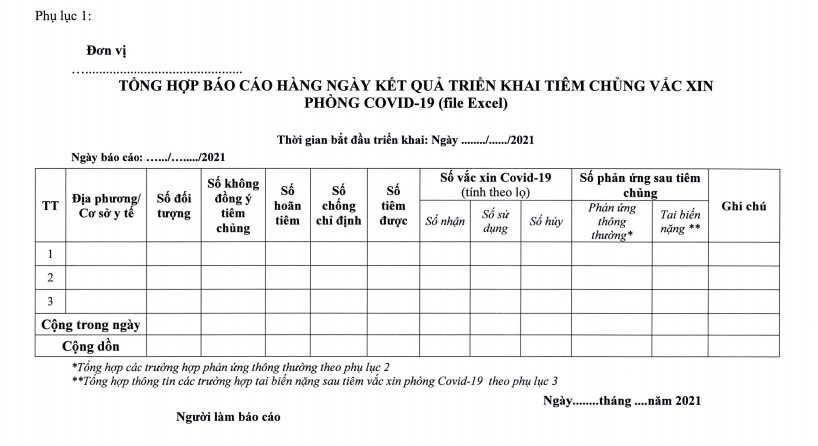 Phụ lục 1:
Đơn vị
…...............................................
TỔNG HỢP BÁO CÁO HÀNG NGÀY KẾT QUẢ TRIỂN KHAI TIÊM CHỦNG VẮC XIN
PHÒNG COVID-19 (file Excel)
Thời gian bắt đầu triển khai: Ngày ......../....../2021
Ngày báo cáo: ….../…...../2021
TT
Địa phương/
Cơ sở y tế
Số đối
tượng
Số không
đồng ý
tiêm
chủng
Số
hoãn
tiêm
Số
chống
chỉ định
Số
tiêm
được
Số vắc xin Covid-19
(tính theo lọ)
Số nhận
Số sử
dụng
Số hủy
Số phản ứng sau tiêm
chủng
Phản ứng
thông
thường*
Tai biến
nặng **
Ghi chú
1
2
3
Cộng trong ngày
Cộng dồn
*Tổng hợp các trường hợp phản ứng thông thường theo phụ lục 2
**Tổng hợp thông tin các trường hợp tai biến nặng sau tiêm vắc xin phòng Covid-19 theo phụ lục 3
Ngày........tháng ....năm 2021
Người làm báo cáo